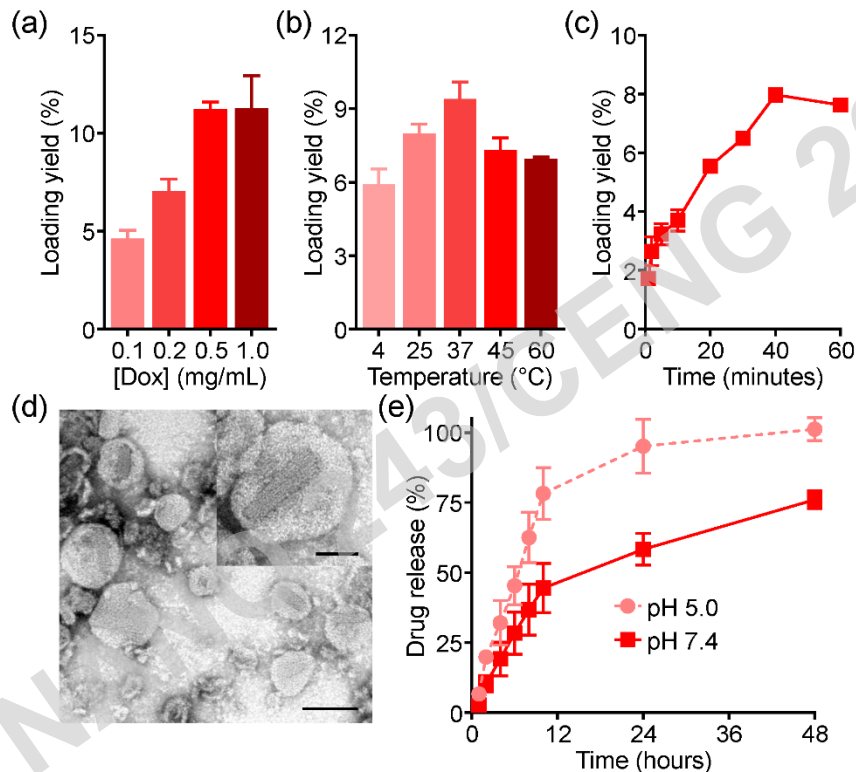 (a)
Loading yield (%)
15
10
5
0
0.1 0.2 0.5 1.0
[Dox] (mg/mL)
(b)
Loading yield (%)
12
9
6
3
0
4 25 37 45 60
Temperature (°C)
(c)
Loading yield (%)
10
8
6
4
2
0
0 20 40 60
Time (minutes)
(d)
(e)
Drug release (%)
100
75
50
25
0
pH 5.0
pH 7.4
0 12 24 36 48
Time (hours)
43/CENG 2